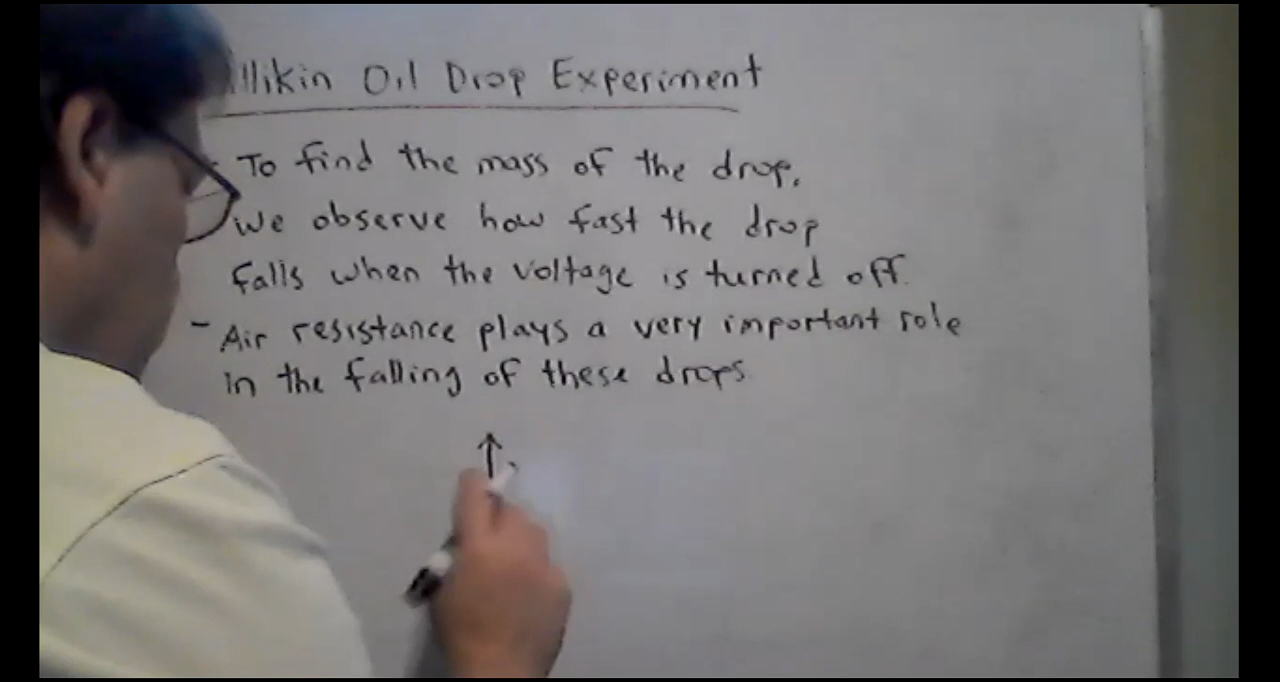 illikin Oil Drop Experiment
- To find the mass of the drop,
we observe how fast the drop
falls when the voltage is turned off.
- Air resistance plays a very important role
in the falling of these drops.